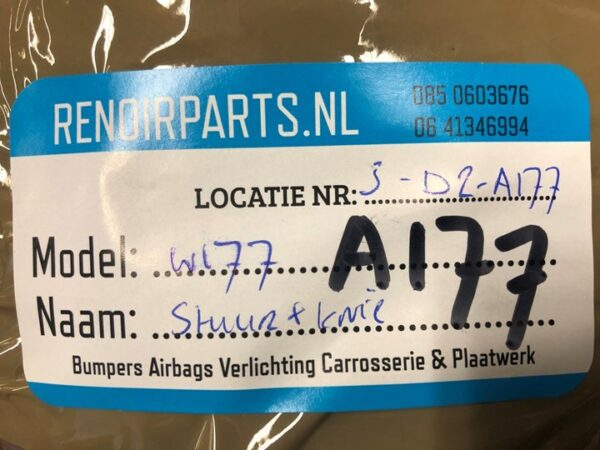 RENOIRPARTS.NL
085 0603676
06 41346994
LOCATIE NR: 3-D2-A177
Model: W177 A177
Naam: Stuur + knie
Bumpers Airbags Verlichting Carrosserie & Plaatwerk